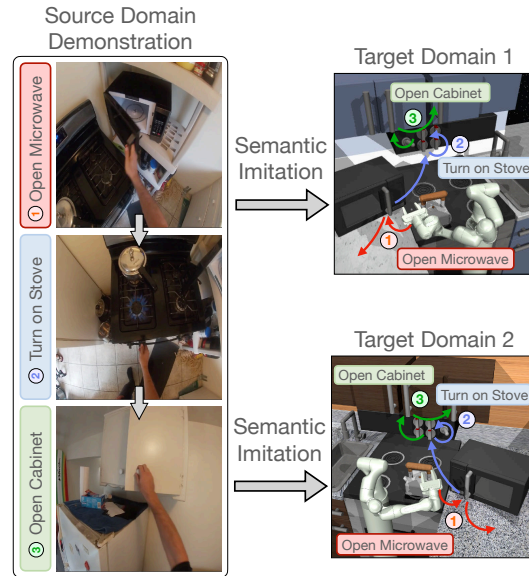 Source Domain
Demonstration
1 Open Microwave
2 Turn on Stove
3 Open Cabinet
Semantic
Imitation
Semantic
Imitation
Target Domain 1
Open Cabinet
3
2
Turn on Stove
1
Open Microwave
Target Domain 2
Open Cabinet
Turn on Stove
3
2
1
Open Microwave